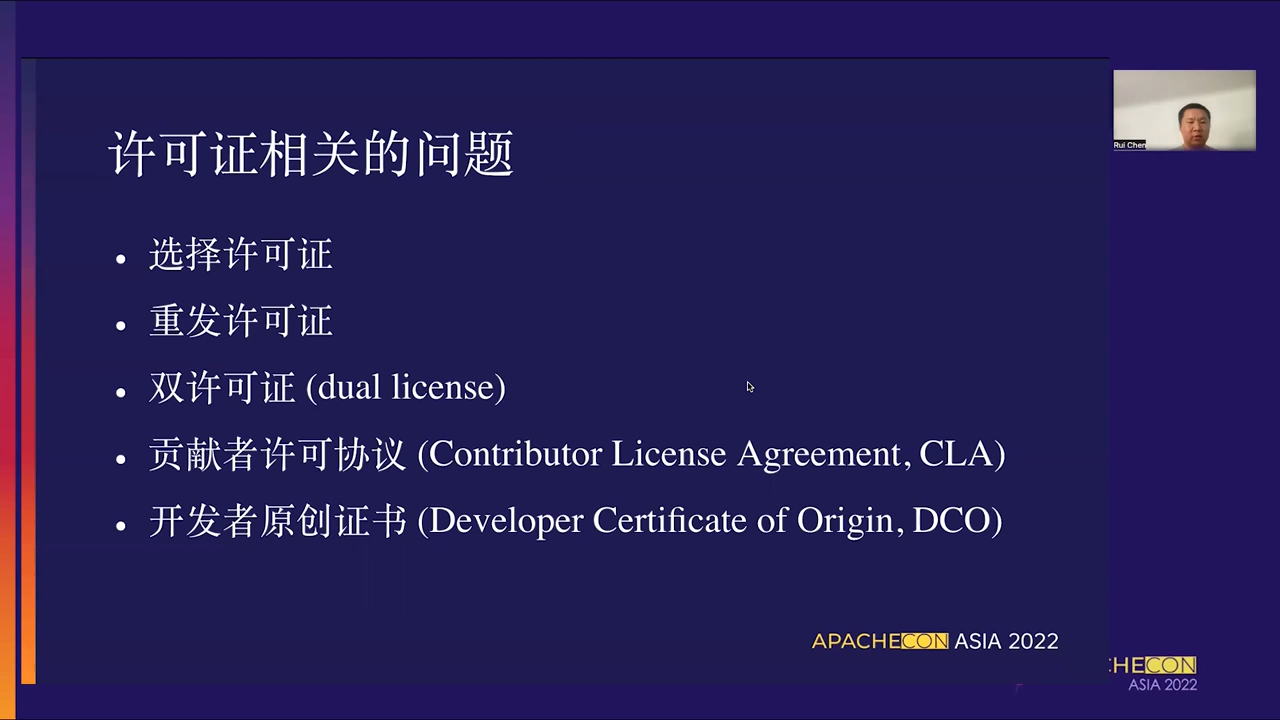 许可证相关的问题
• 选择许可证
• 重发许可证
• 双许可证 (dual license)
• 贡献者许可协议 (Contributor License Agreement, CLA)
• 开发者原创证书 (Developer Certificate of Origin, DCO)
APACHECON ASIA 2022
Rui Chen
CHECON
ASIA 2022